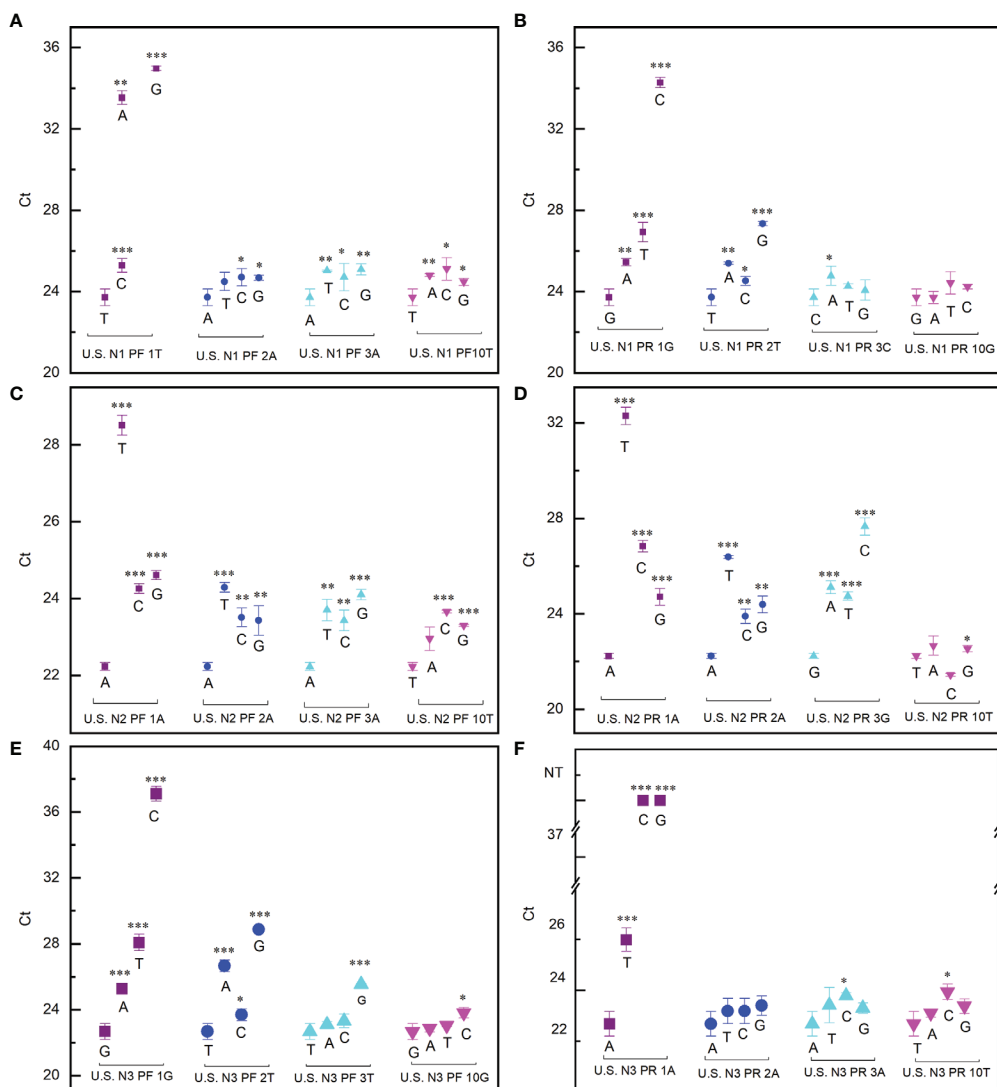 A
36
32
28
24
20
Ct
** *** A G
*** C T
* * T C G A
** * ** T C G A
** * * A C G T
U.S. N1 PF 1T U.S. N1 PF 2A U.S. N1 PF 3A U.S. N1 PF10T
B
36
32
28
24
20
Ct
*** C
** *** A T G
*** G
** * A C T
* A T G C
G A T C
U.S. N1 PR 1G U.S. N1 PR 2T U.S. N1 PR 3C U.S. N1 PR 10G
C
28
26
24
22
Ct
*** T
*** *** C G A
*** ** ** T C G A
** ** *** T C G A
*** *** A C G T
U.S. N2 PF 1A U.S. N2 PF 2A U.S. N2 PF 3A U.S. N2 PF 10T
D
32
28
24
20
Ct
*** T
*** *** C G A
*** ** ** T C G A
*** *** *** A T C G
* T A C G
U.S. N2 PR 1A U.S. N2 PR 2A U.S. N2 PR 3G U.S. N2 PR 10T
E
40
36
32
28
24
22
20
Ct
*** C
*** *** A T G
*** * *** A C G T
*** T A C G
* G A T C
U.S. N3 PF 1G U.S. N3 PF 2T U.S. N3 PF 3T U.S. N3 PF 10G
F
NT
37
26
24
22
Ct
*** *** C G
*** T A
A T C G
* A T C G
* T A C G
U.S. N3 PR 1A U.S. N3 PR 2A U.S. N3 PR 3A U.S. N3 PR 10T